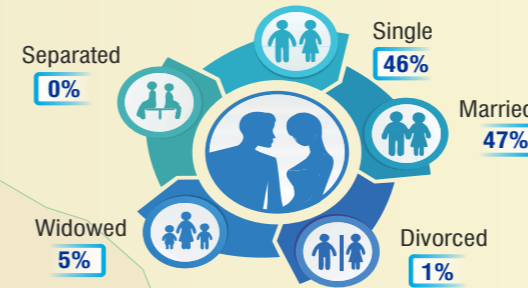 Single
46%
Married
47%
Divorced
1%
Widowed
5%
Separated
0%